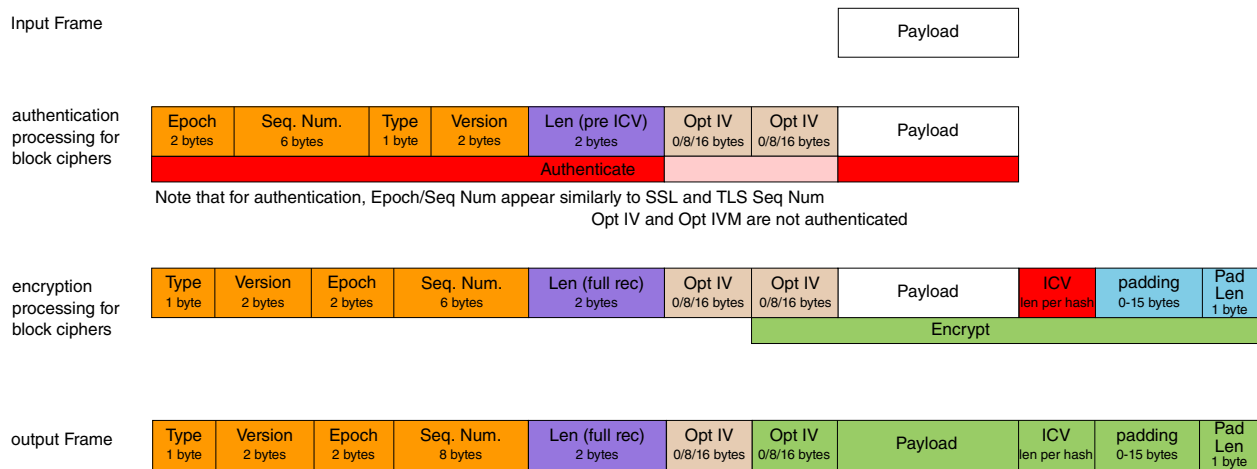 Input Frame
Payload
authentication
processing for
block ciphers
Epoch
2 bytes
Seq. Num.
6 bytes
Type
1 byte
Version
2 bytes
Len (pre ICV)
2 bytes
Opt IV
0/8/16 bytes
Opt IV
0/8/16 bytes
Payload
Authenticate
Note that for authentication, Epoch/Seq Num appear similarly to SSL and TLS Seq Num
Opt IV and Opt IVM are not authenticated
encryption
processing for
block ciphers
Type
1 byte
Version
2 bytes
Epoch
2 bytes
Seq. Num.
6 bytes
Len (full rec)
2 bytes
Opt IV
0/8/16 bytes
Opt IV
0/8/16 bytes
Payload
ICV
len per hash
padding
0-15 bytes
Pad
Len
1 byte
Encrypt
output Frame
Type
1 byte
Version
2 bytes
Epoch
2 bytes
Seq. Num.
8 bytes
Len (full rec)
2 bytes
Opt IV
0/8/16 bytes
Opt IV
0/8/16 bytes
Payload
ICV
len per hash
padding
0-15 bytes
Pad
Len
1 byte